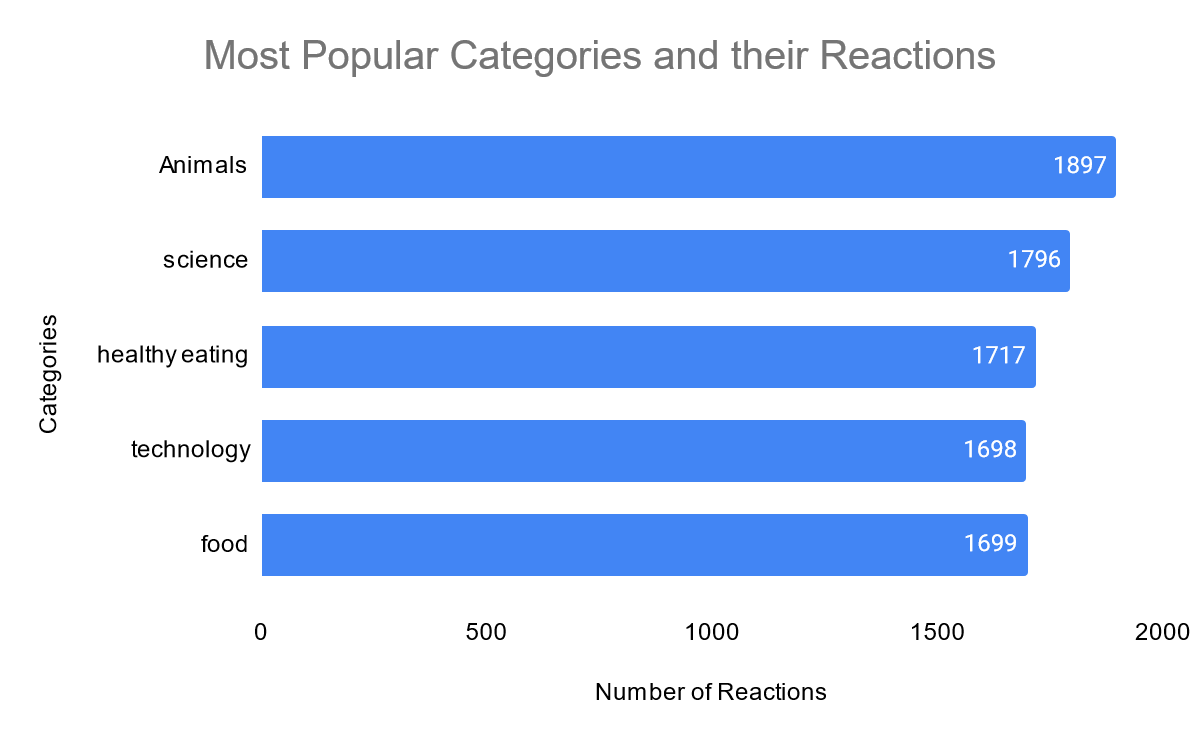 Most Popular Categories and their Reactions
Animals 1897
science 1796
healthy eating 1717
technology 1698
food 1699
Categories
0 500 1000 1500 2000
Number of Reactions